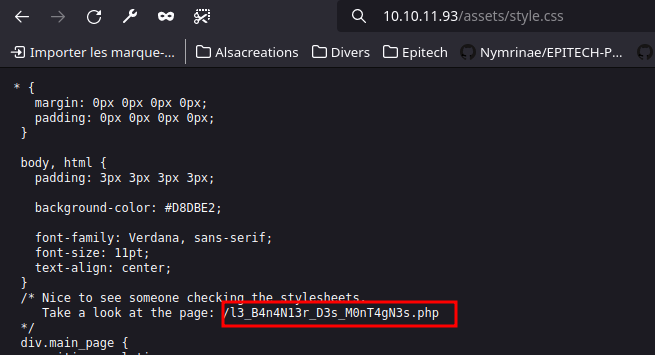 10.10.11.93/assets/style.css
Importer les marque-... Alsacreations Divers Epitech Nymrinae/EPITECH-P...
* {
margin: 0px 0px 0px 0px;
padding: 0px 0px 0px 0px;
}
body, html {
padding: 3px 3px 3px 3px;
background-color: #D8DBE2;
font-family: Verdana, sans-serif;
font-size: 11pt;
text-align: center;
}
/* Nice to see someone checking the stylesheets.
Take a look at the page: /l3_B4n4N13r_D3s_M0nT4gN3s.php
*/
div.main_page {